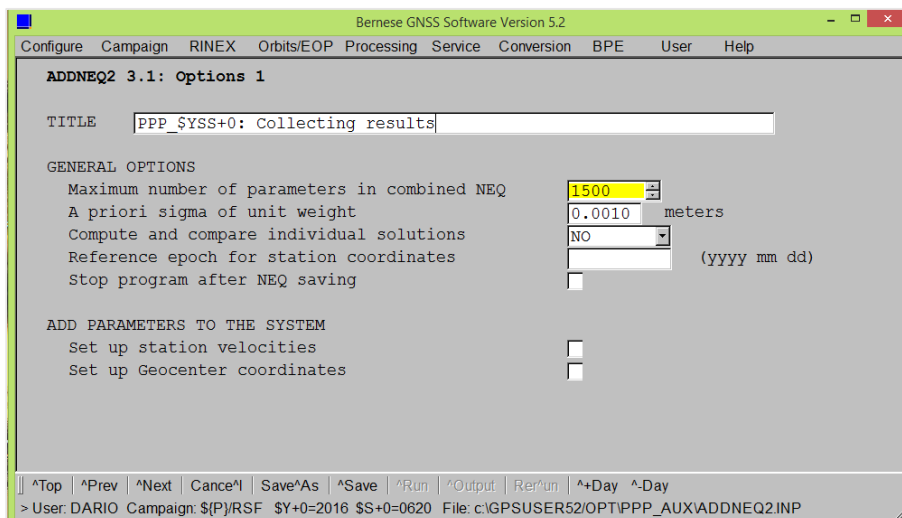 Bernese GNSS Software Version 5.2
Configure Campaign RINEX Orbits/EOP Processing Service Conversion BPE User Help
ADDNEQ2 3.1: Options 1
TITLE PPP_$YSS+0: Collecting results
GENERAL OPTIONS
Maximum number of parameters in combined NEQ 1500
A priori sigma of unit weight 0.0010 meters
Compute and compare individual solutions NO
Reference epoch for station coordinates (yyyy mm dd)
Stop program after NEQ saving
ADD PARAMETERS TO THE SYSTEM
Set up station velocities
Set up Geocenter coordinates
^Top ^Prev ^Next Cance^l Save^As ^Save ^Run ^Output Rer^un ^+Day ^-Day
> User: DARIO Campaign: ${P}/RSF $Y+0=2016 $S+0=0620 File: c:\GPSUSER52/OPT\PPP_AUX\ADDNEQ2.INP